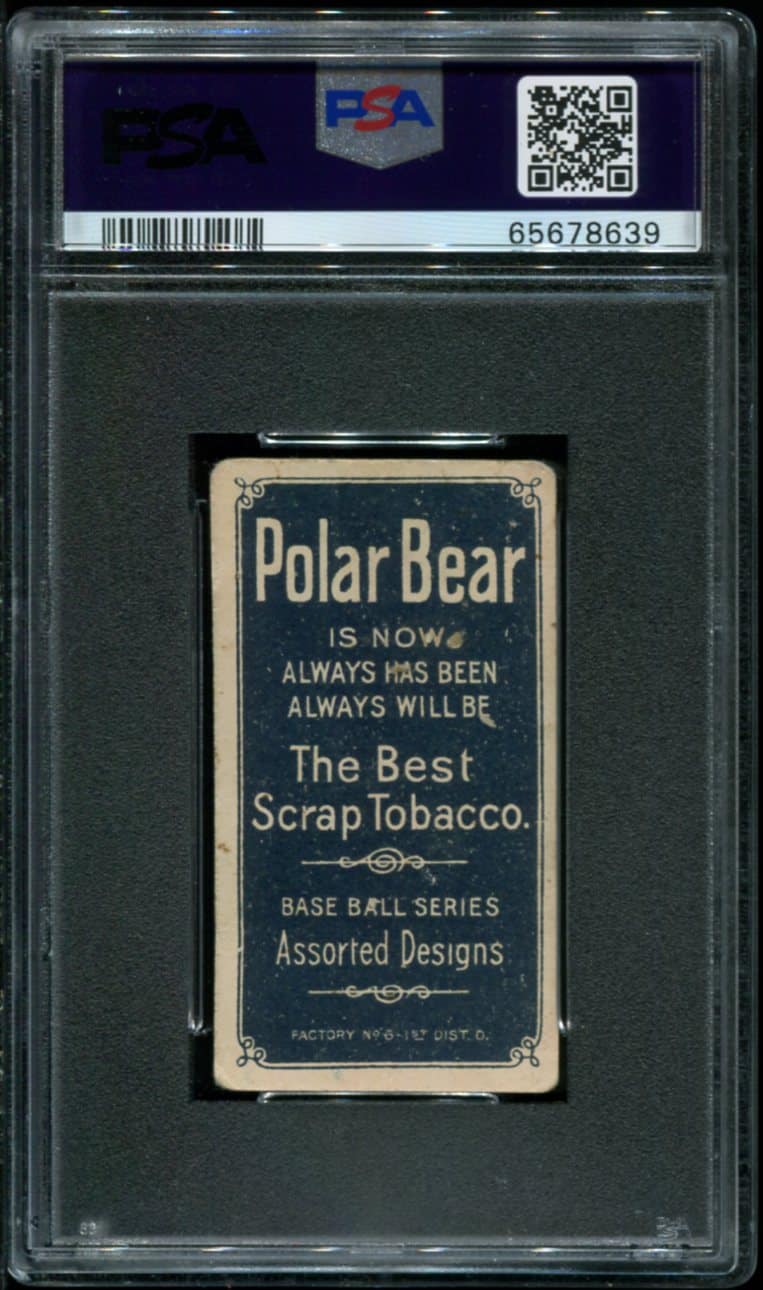 PSA
PSA
65678639
Polar Bear
IS NOW
ALWAYS HAS BEEN
ALWAYS WILL BE
The Best
Scrap Tobacco.
BASE BALL SERIES
Assorted Designs
FACTORY No 6-1ST DIST. O.